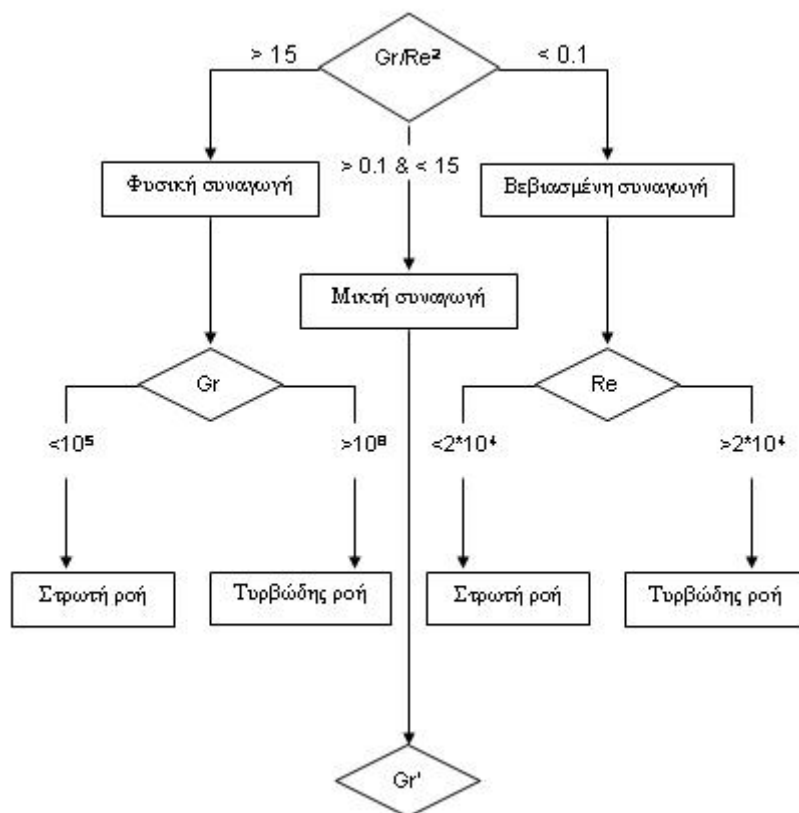 Gr/Re²
> 15
< 0.1
> 0.1 & < 15
Φυσική συναγωγή
Βεβιασμένη συναγωγή
Μικτή συναγωγή
Gr
Re
<10⁵
>10⁸
<2*10⁴
>2*10⁴
Στρωτή ροή
Τυρβώδης ροή
Στρωτή ροή
Τυρβώδης ροή
Gr'